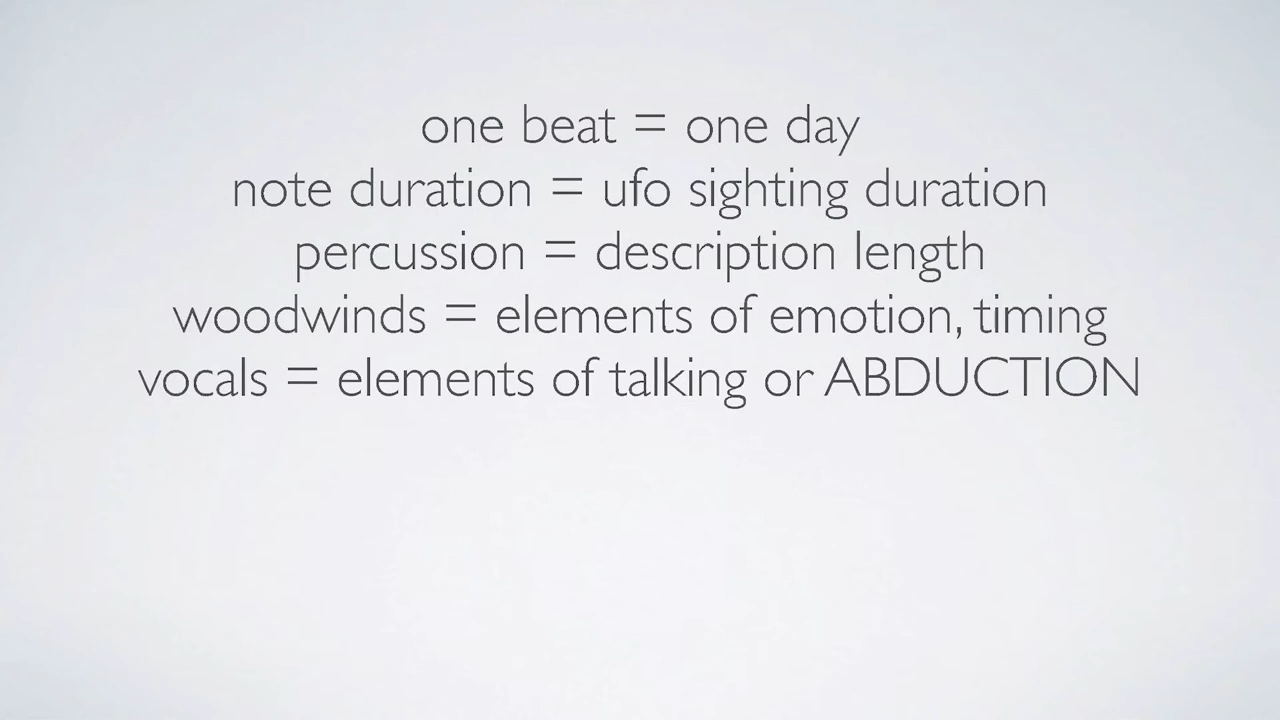 one beat = one day
note duration = ufo sighting duration
percussion = description length
woodwinds = elements of emotion, timing
vocals = elements of talking or ABDUCTION